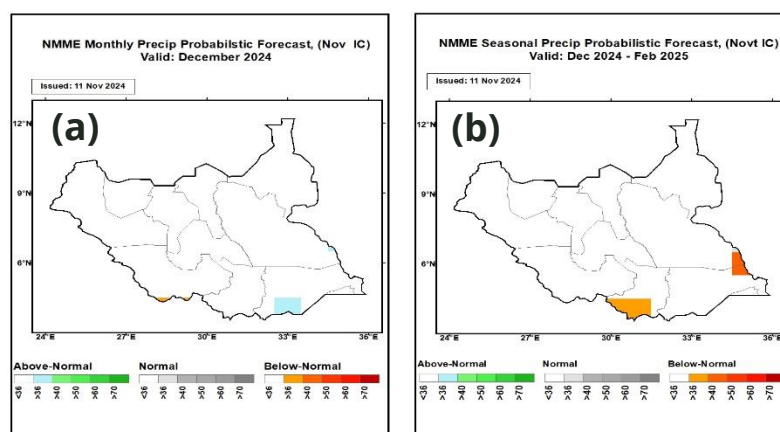 NMME Monthly Precip Probabilstic Forecast, (Nov IC)
Valid: December 2024
Issued: 11 Nov 2024
(a)
12°N
9°N
6°N
24°E 27°E 30°E 33°E 36°E
Above-Normal Normal Below-Normal
<36 >36 >40 >50 >60 >70 <36 >36 >40 >50 >60 >70 <36 >36 >40 >50 >60 >70
NMME Seasonal Precip Probabilistic Forecast, (Novt IC)
Valid: Dec 2024 - Feb 2025
Issued: 11 Nov 2024
(b)
12°N
9°N
6°N
24°E 27°E 30°E 33°E 36°E
Above-Normal Normal Below-Normal
<36 >36 >40 >50 >60 >70 <36 >36 >40 >50 >60 >70 <36 >36 >40 >50 >60 >70